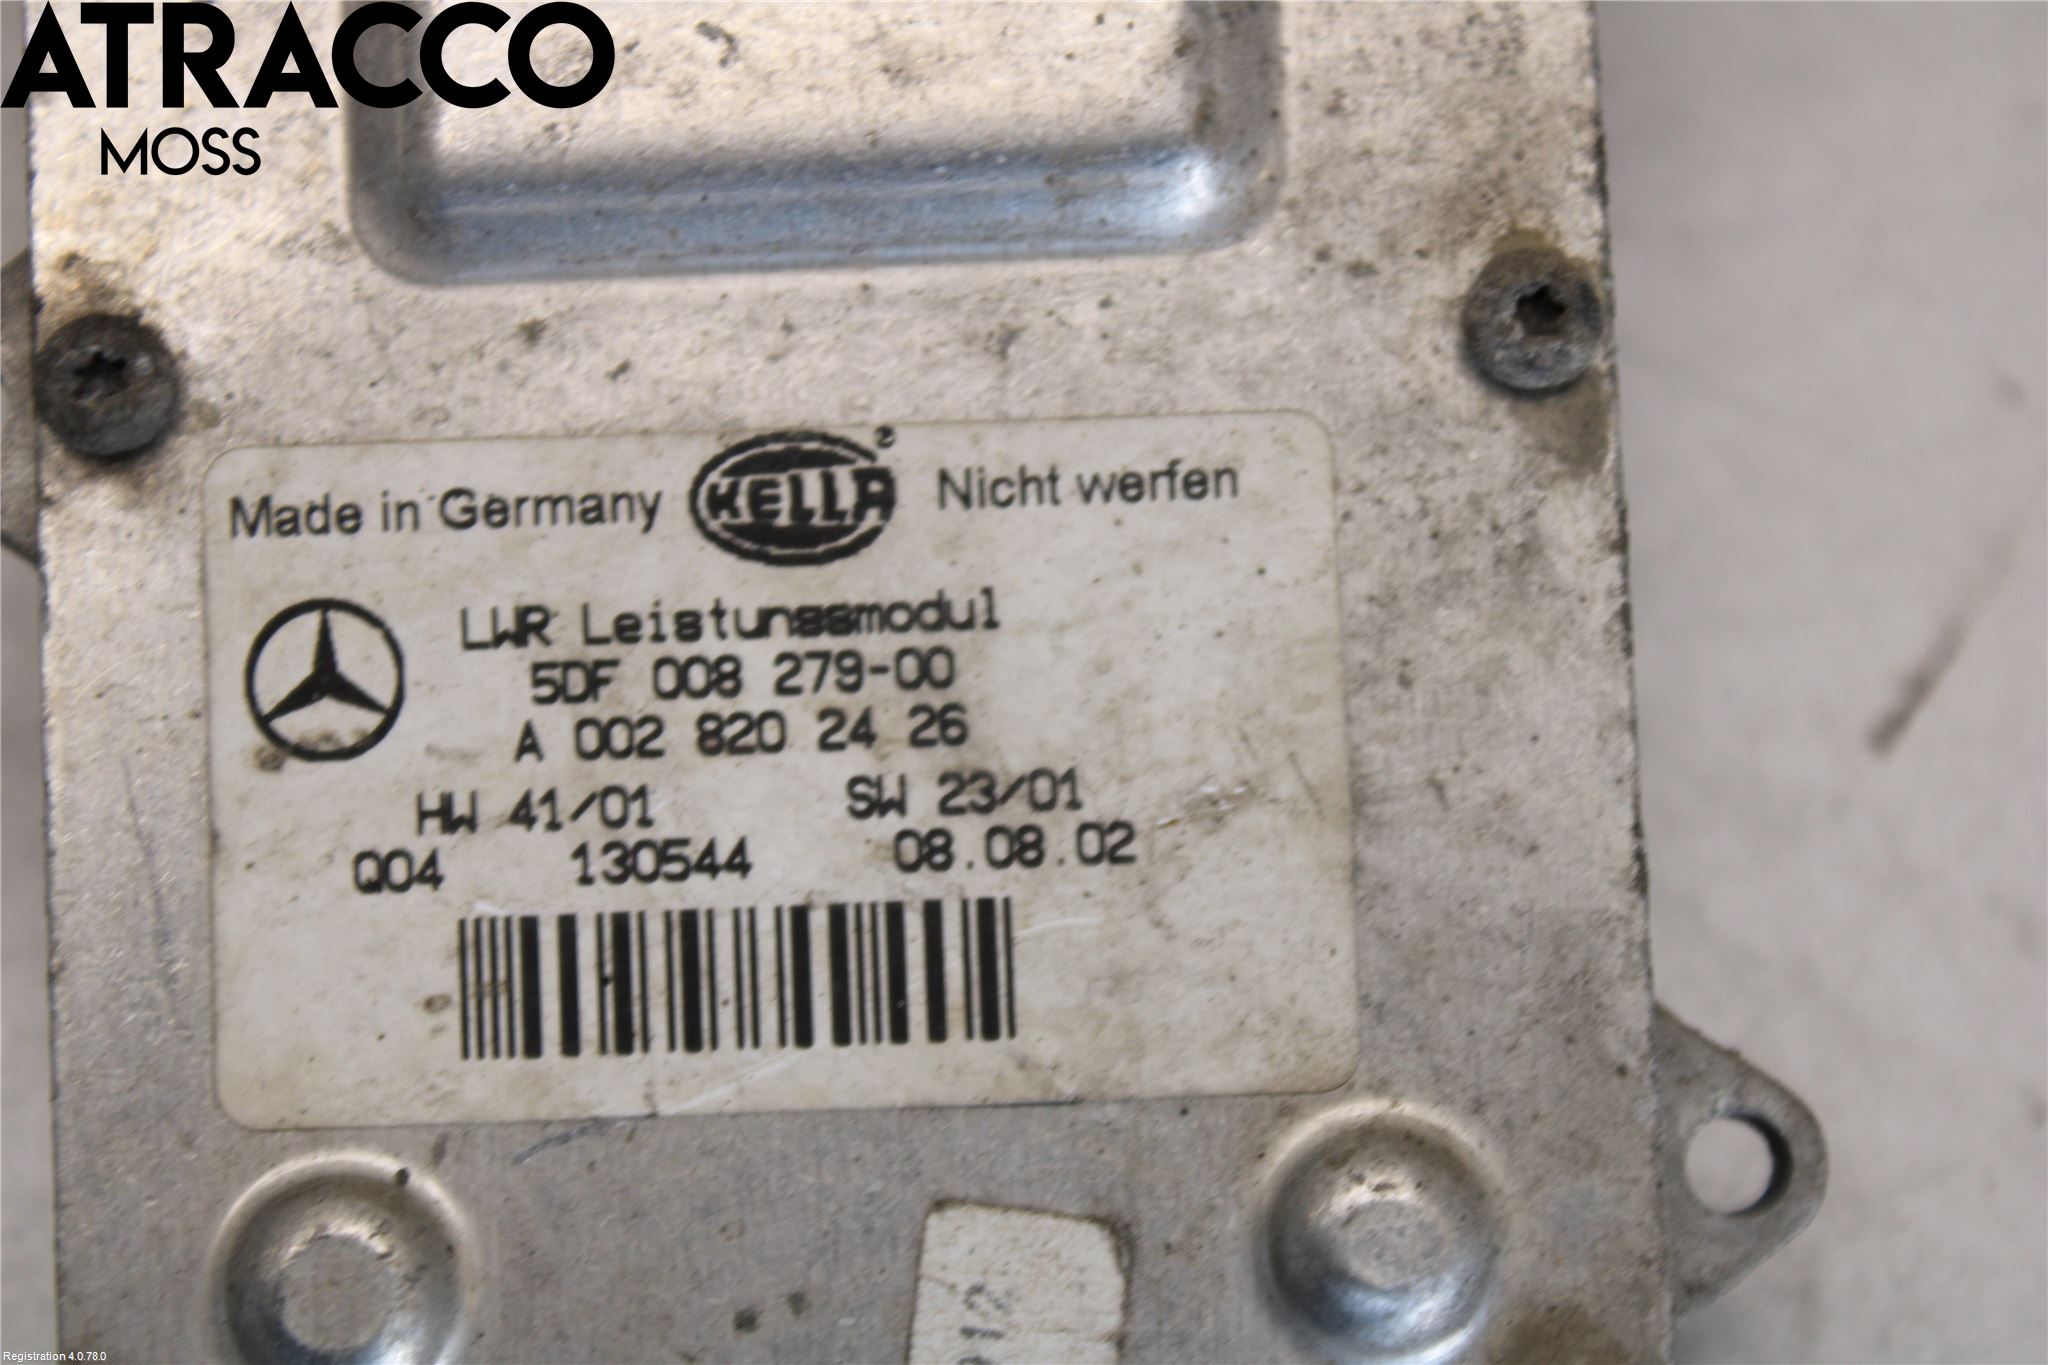 ATRACCO
MOSS
Made in Germany HELLA ® Nicht werfen
LWR Leistungsmodul
5DF 008 279-00
A 002 820 24 26
HW 41/01 SW 23/01
Q04 130544 08.08.02
Registration 4.0.78.0